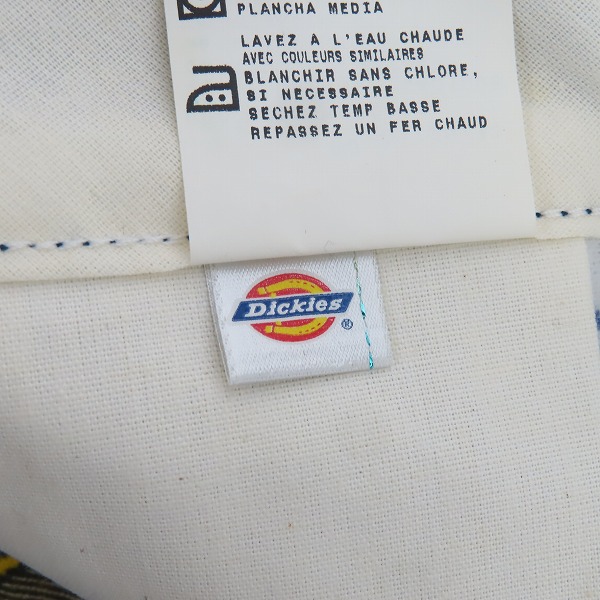 PLANCHA MEDIA
LAVEZ À L'EAU CHAUDE
AVEC COULEURS SIMILAIRES
BLANCHIR SANS CHLORE,
SI NECESSAIRE
SECHEZ TEMP BASSE
REPASSEZ UN FER CHAUD
Dickies ®